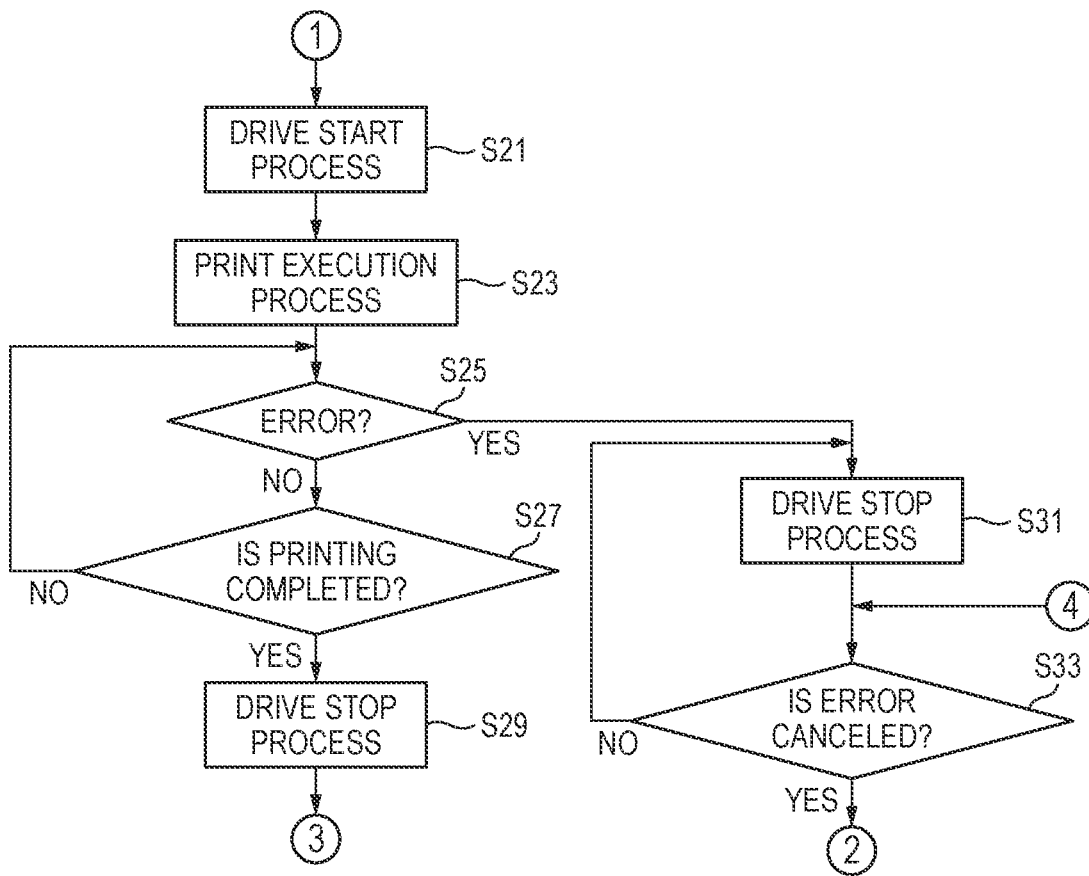 1
DRIVE START
PROCESS
S21
PRINT EXECUTION
PROCESS
S23
S25
ERROR?
YES
NO
S27
IS PRINTING
COMPLETED?
NO
YES
DRIVE STOP
PROCESS
S29
3
DRIVE STOP
PROCESS
S31
4
S33
IS ERROR
CANCELED?
NO
YES
2